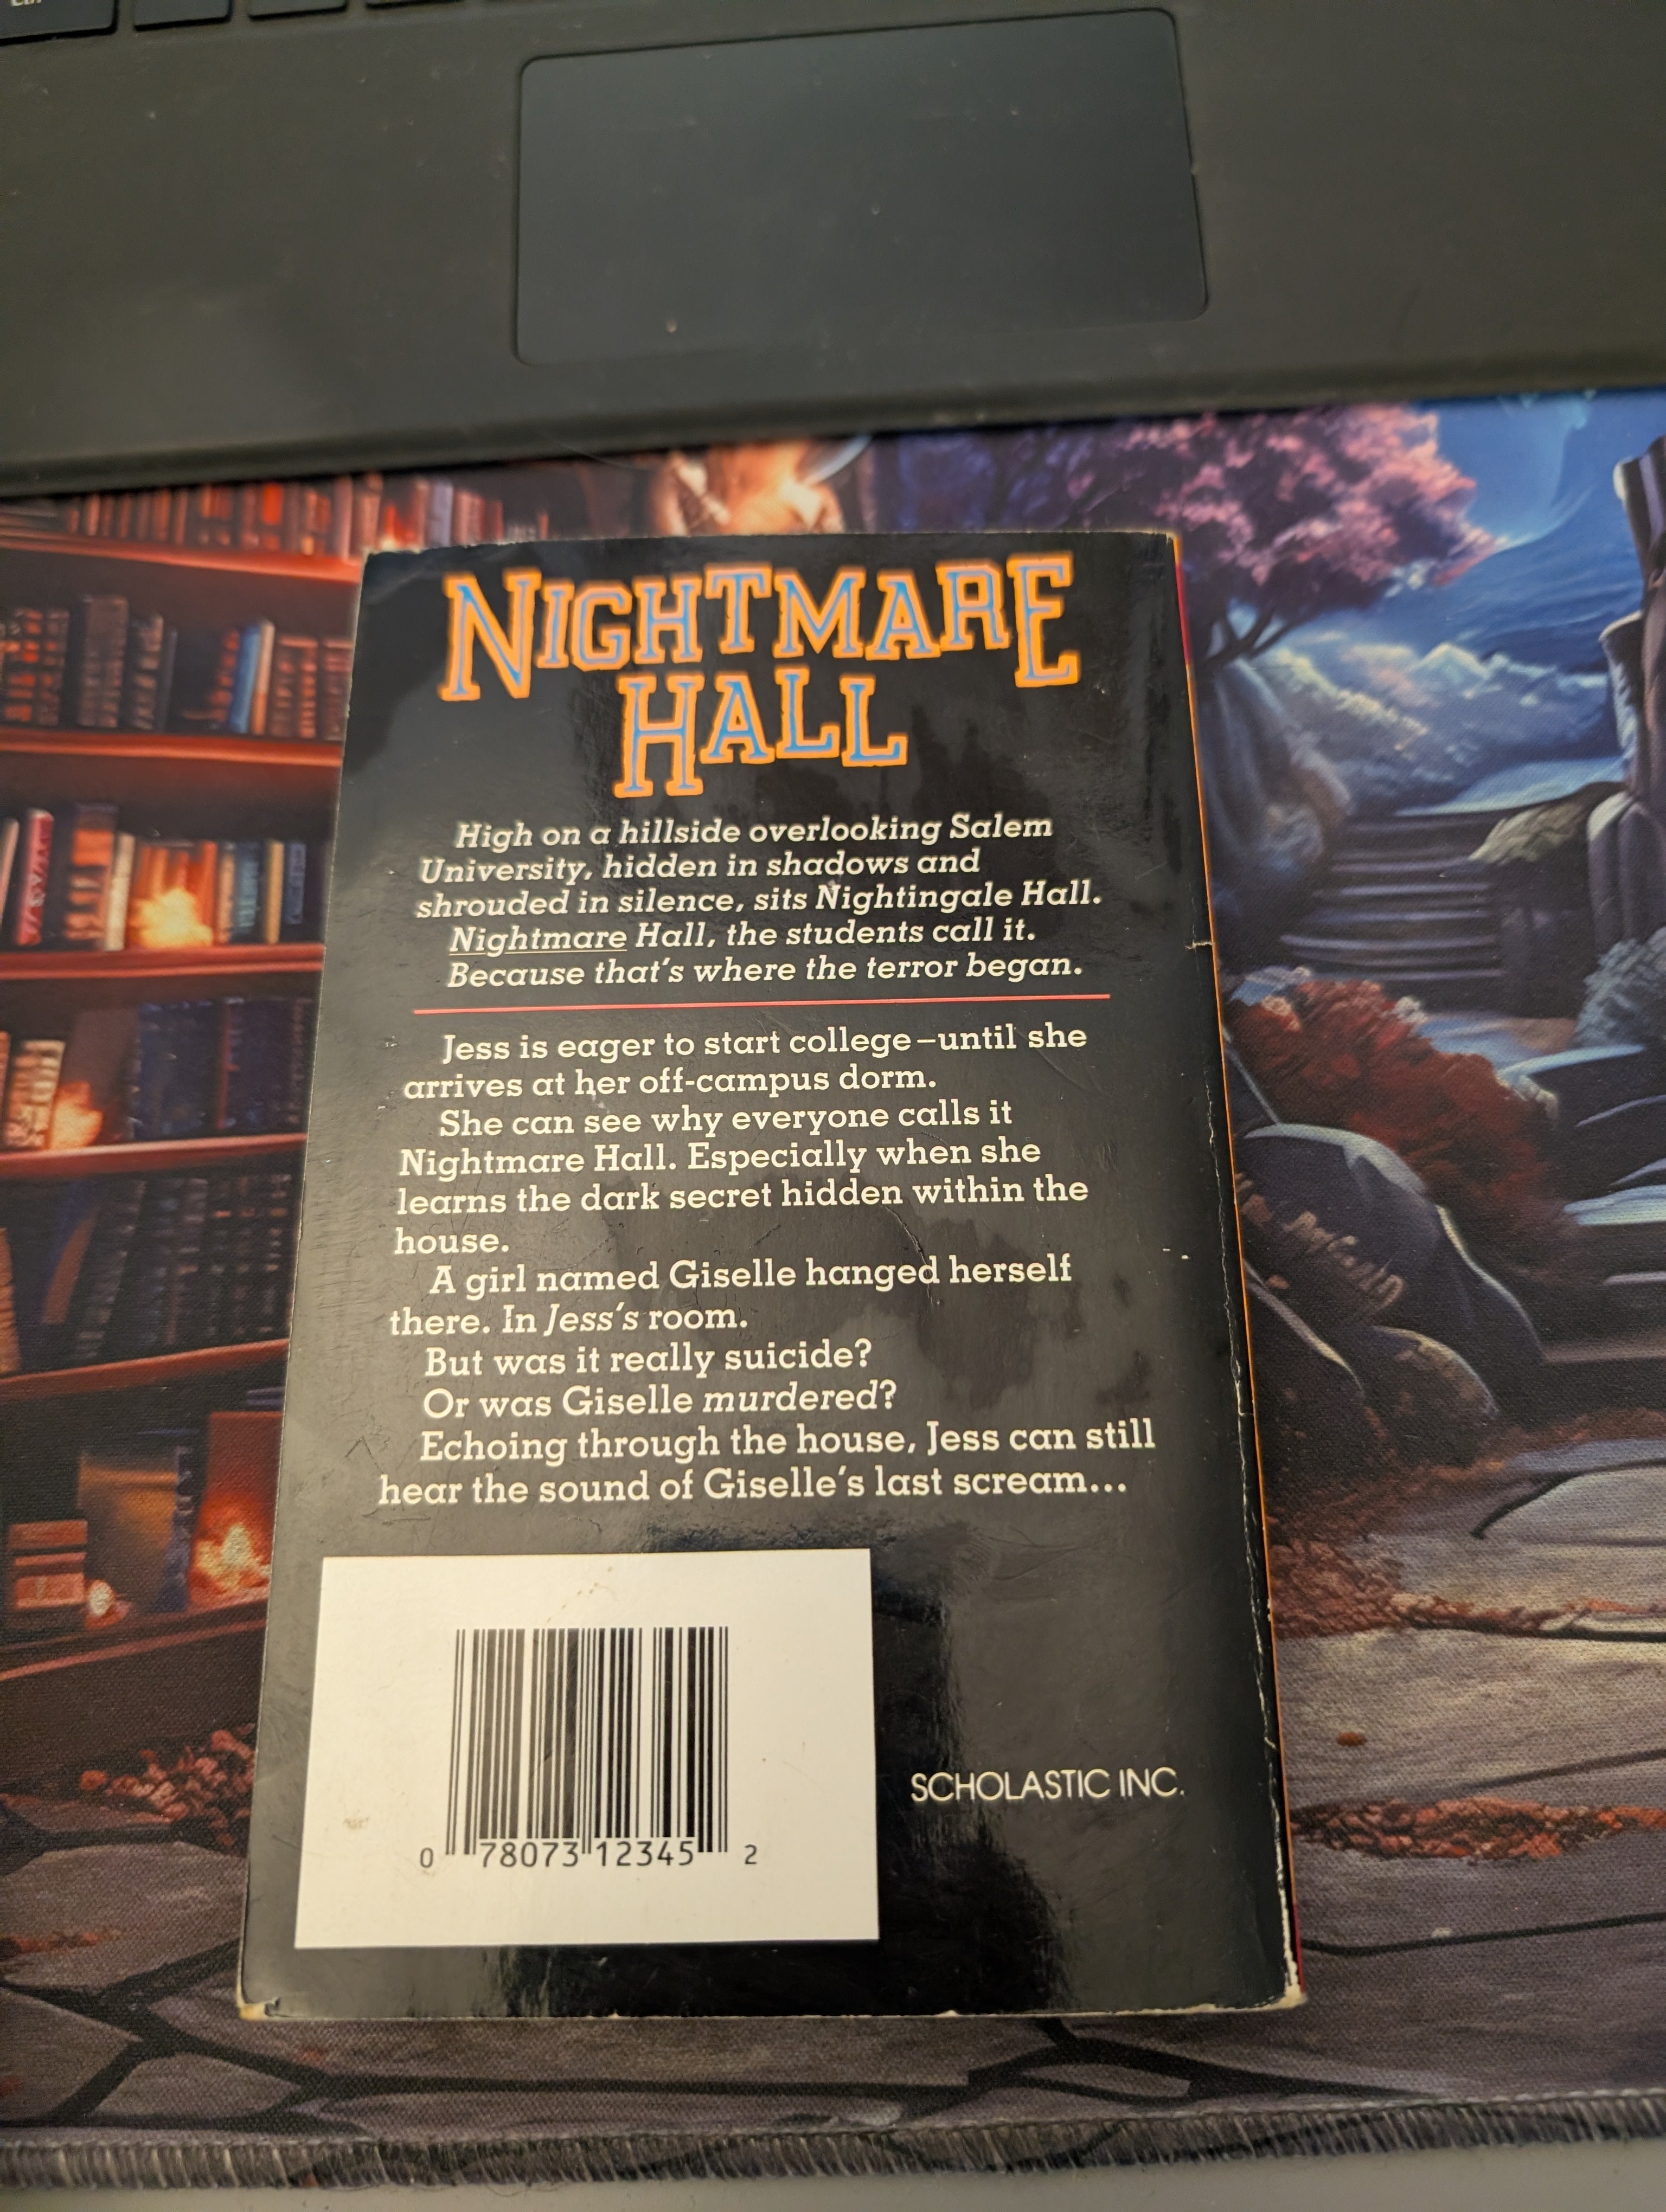 NIGHTMARE
HALL
High on a hillside overlooking Salem
University, hidden in shadows and
shrouded in silence, sits Nightingale Hall.
Nightmare Hall, the students call it.
Because that's where the terror began.
Jess is eager to start college–until she
arrives at her off-campus dorm.
She can see why everyone calls it
Nightmare Hall. Especially when she
learns the dark secret hidden within the
house.
A girl named Giselle hanged herself
there. In Jess's room.
But was it really suicide?
Or was Giselle murdered?
Echoing through the house, Jess can still
hear the sound of Giselle's last scream...
SCHOLASTIC INC.
0 78073 12345 2